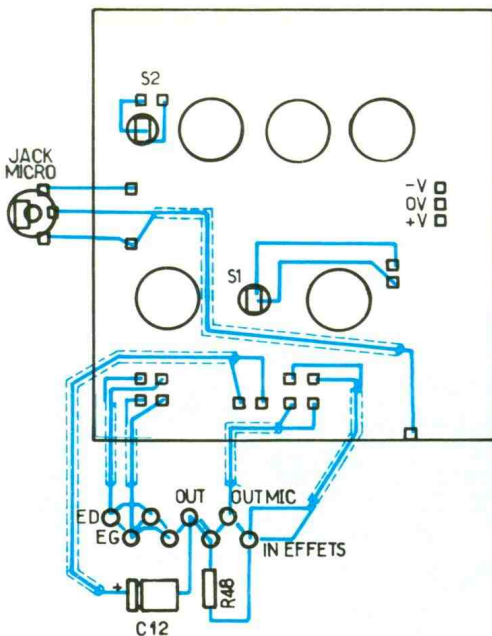 S2
JACK
MICRO
-V
0V
+V
S1
OUT
OUT MIC
ED
EG
IN EFFETS
+
R48
C12